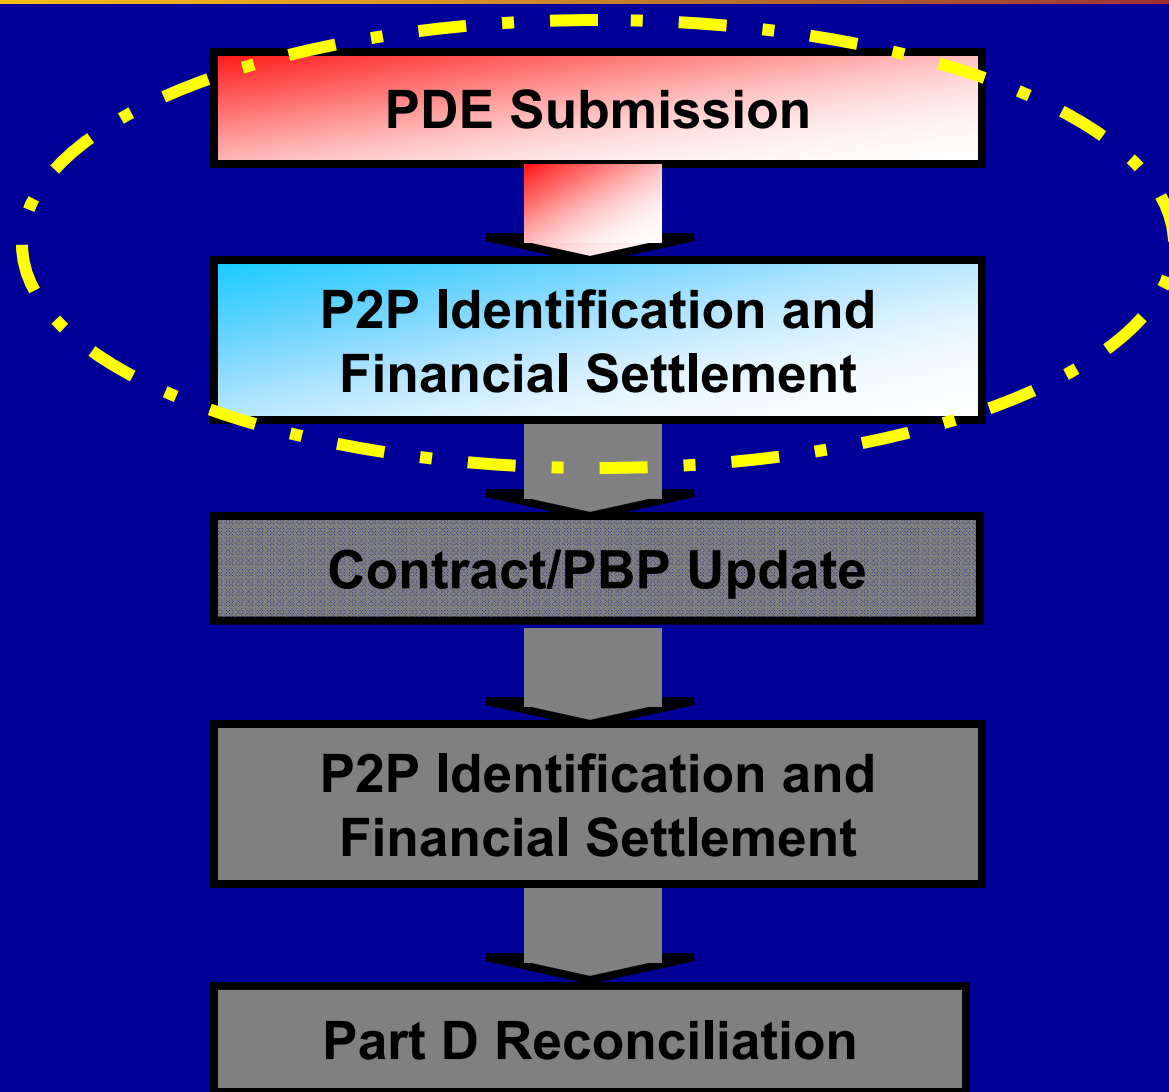 PDE Submission
P2P Identification and
Financial Settlement
Contract/PBP Update
P2P Identification and
Financial Settlement
Part D Reconciliation